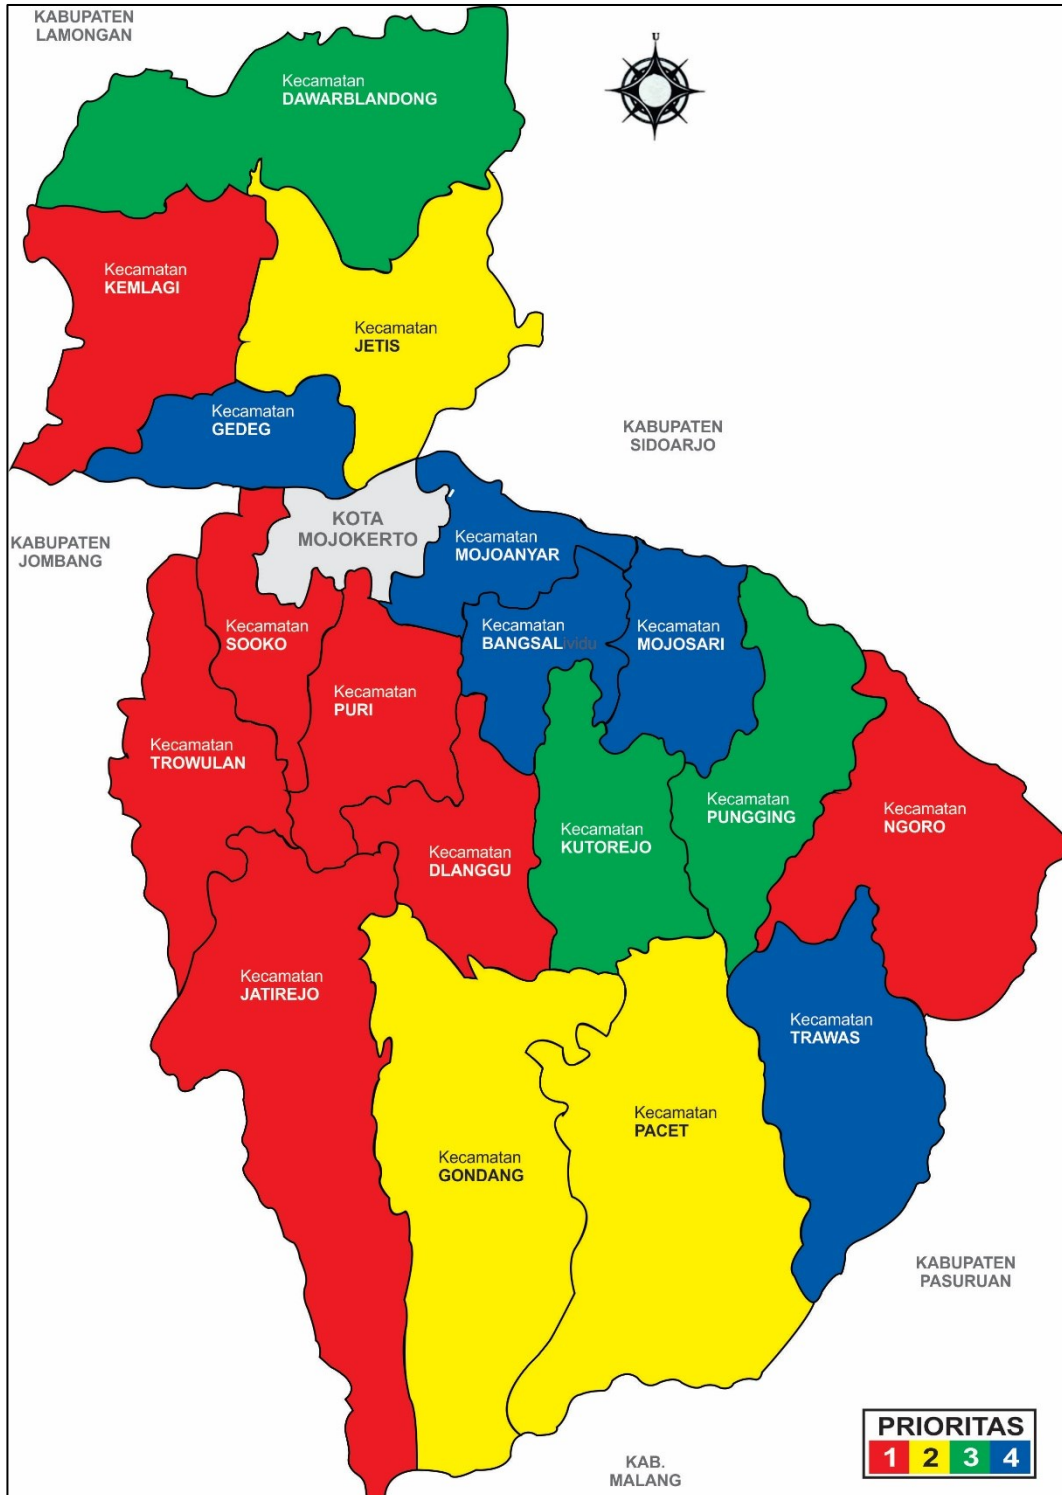 KABUPATEN
LAMONGAN
U
Kecamatan
DAWARBLANDONG
Kecamatan
KEMLAGI
Kecamatan
JETIS
Kecamatan
GEDEG
KABUPATEN
SIDOARJO
KOTA
MOJOKERTO
KABUPATEN
JOMBANG
Kecamatan
MOJOANYAR
Kecamatan
SOOKO
Kecamatan
BANGSAL ividu
Kecamatan
MOJOSARI
Kecamatan
PURI
Kecamatan
TROWULAN
Kecamatan
PUNGGING
Kecamatan
NGORO
Kecamatan
KUTOREJO
Kecamatan
DLANGGU
Kecamatan
JATIREJO
Kecamatan
TRAWAS
Kecamatan
PACET
Kecamatan
GONDANG
KABUPATEN
PASURUAN
KAB.
MALANG
PRIORITAS
1 2 3 4